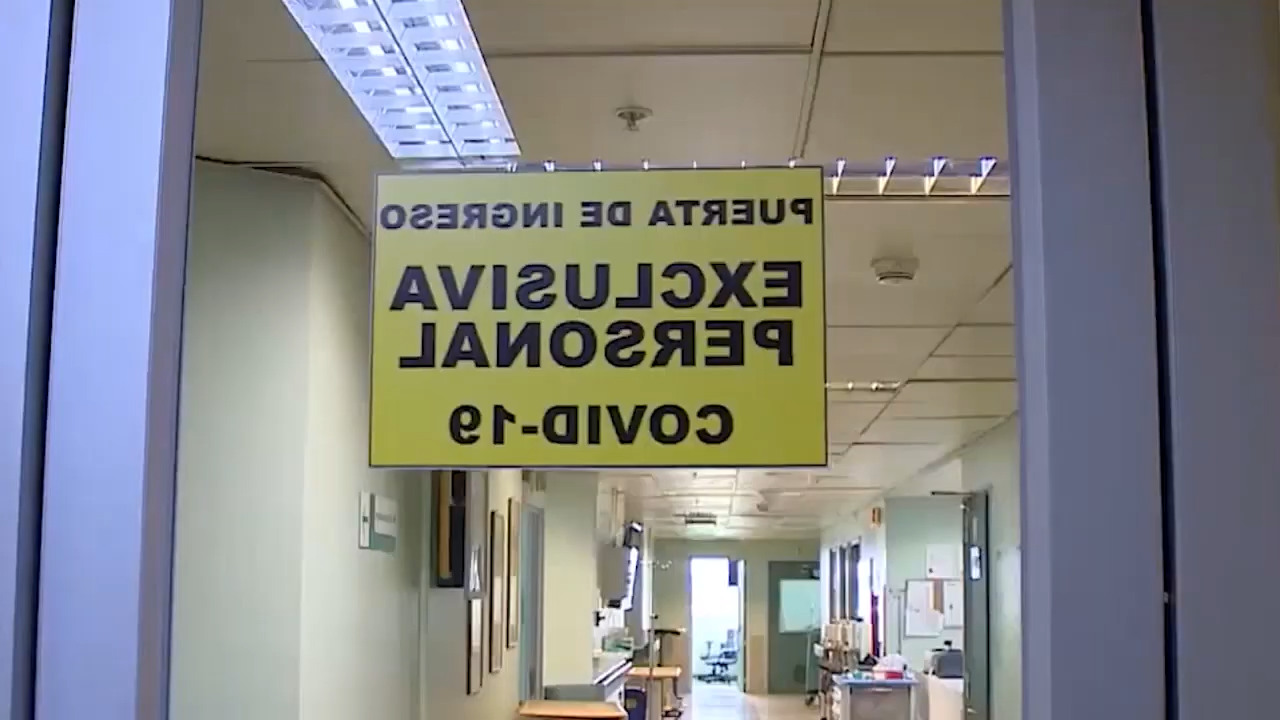 PUERTA DE INGRESO
EXCLUSIVA
PERSONAL
COVID-19